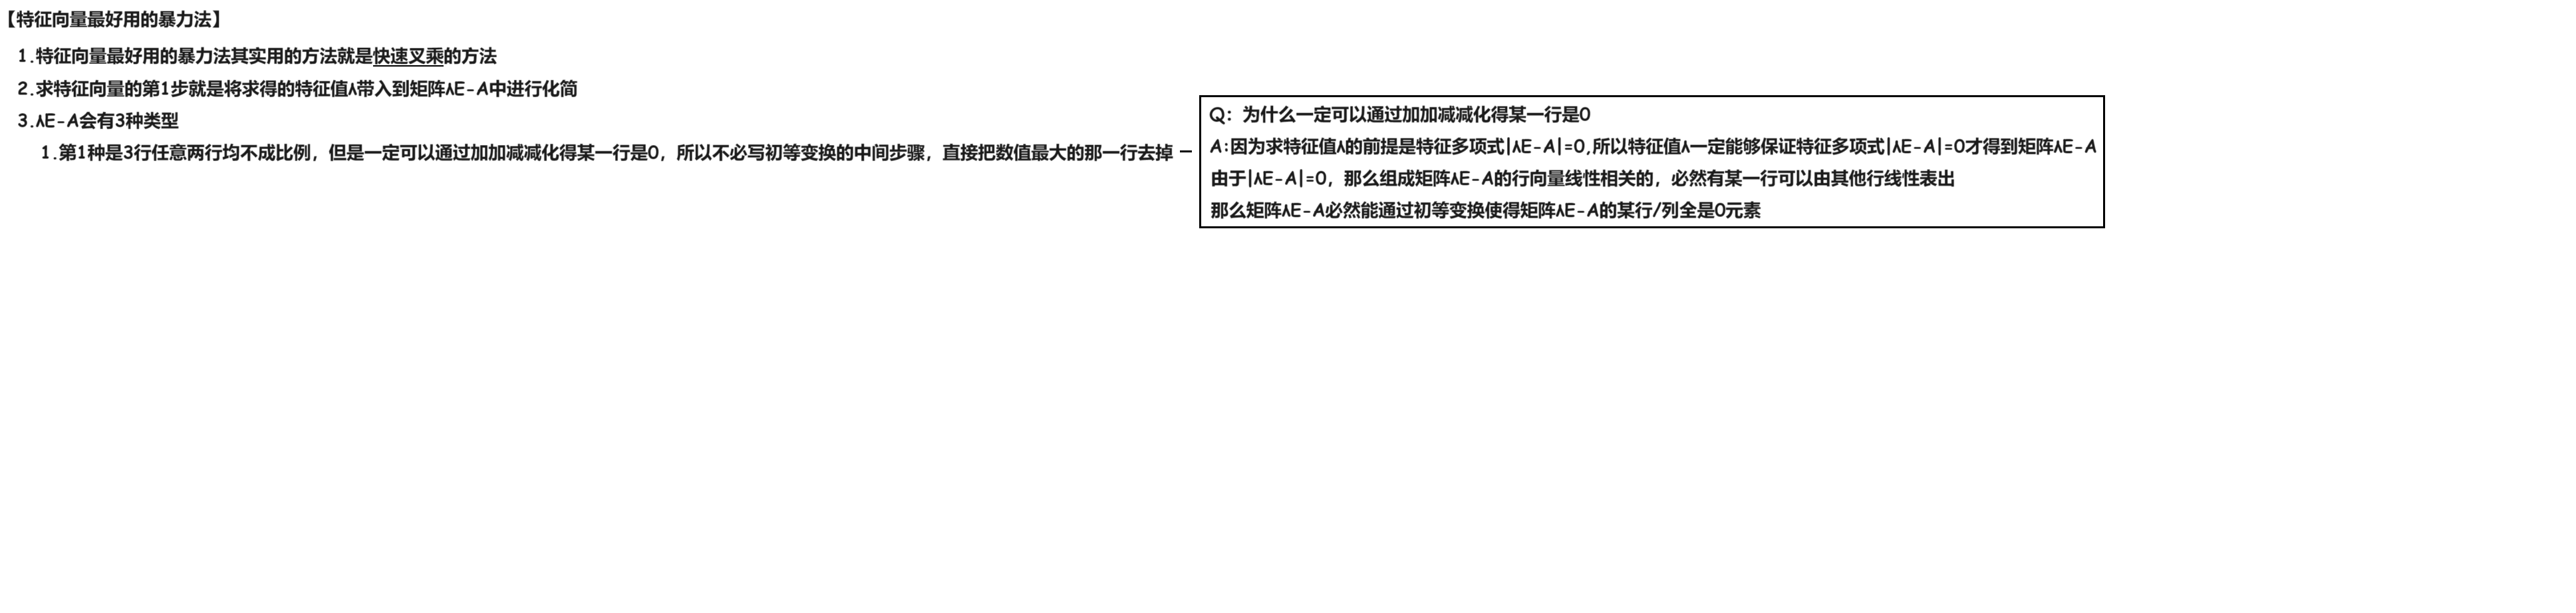 【特征向量最好用的暴力法】
1.特征向量最好用的暴力法其实用的方法就是快速叉乘的方法
2.求特征向量的第1步就是将求得的特征值λ带入到矩阵λE-A中进行化简
3.λE-A会有3种类型
1.第1种是3行任意两行均不成比例，但是一定可以通过加加减减化得某一行是0，所以不必写初等变换的中间步骤，直接把数值最大的那一行去掉
Q：为什么一定可以通过加加减减化得某一行是0
A:因为求特征值λ的前提是特征多项式|λE-A|=0,所以特征值λ一定能够保证特征多项式|λE-A|=0才得到矩阵λE-A
由于|λE-A|=0，那么组成矩阵λE-A的行向量线性相关的，必然有某一行可以由其他行线性表出
那么矩阵λE-A必然能通过初等变换使得矩阵λE-A的某行/列全是0元素